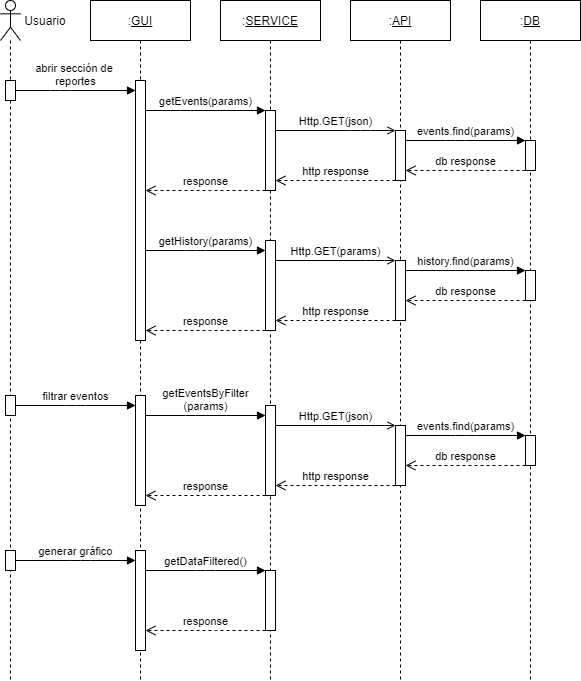 Usuario
:GUI
:SERVICE
:API
:DB
abrir sección de
reportes
getEvents(params)
Http.GET(json)
events.find(params)
db response
http response
response
getHistory(params)
Http.GET(params)
history.find(params)
db response
http response
response
filtrar eventos
getEventsByFilter
(params)
Http.GET(json)
events.find(params)
db response
http response
response
generar gráfico
getDataFiltered()
response